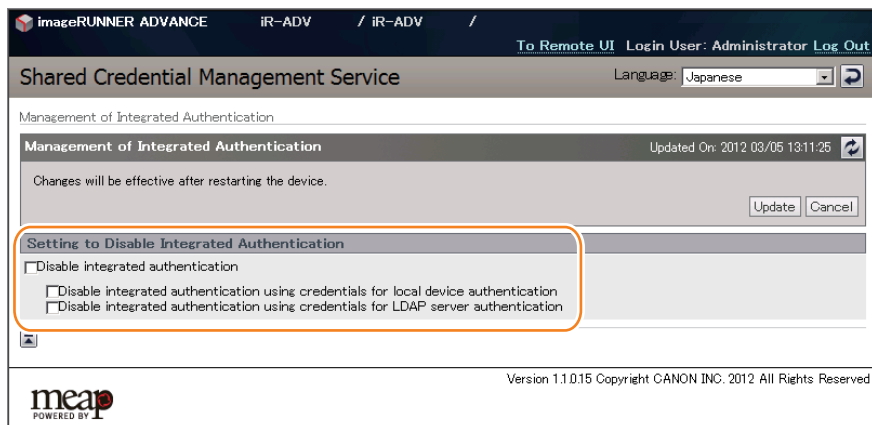 imageRUNNER ADVANCE iR-ADV / iR-ADV /
To Remote UI Login User: Administrator Log Out
Shared Credential Management Service Language: Japanese
Management of Integrated Authentication
Management of Integrated Authentication Updated On: 2012 03/05 13:11:25
Changes will be effective after restarting the device.
Update Cancel
Setting to Disable Integrated Authentication
Disable integrated authentication
Disable integrated authentication using credentials for local device authentication
Disable integrated authentication using credentials for LDAP server authentication
Version 1.1.0.15 Copyright CANON INC. 2012 All Rights Reserved
meap
POWERED BY